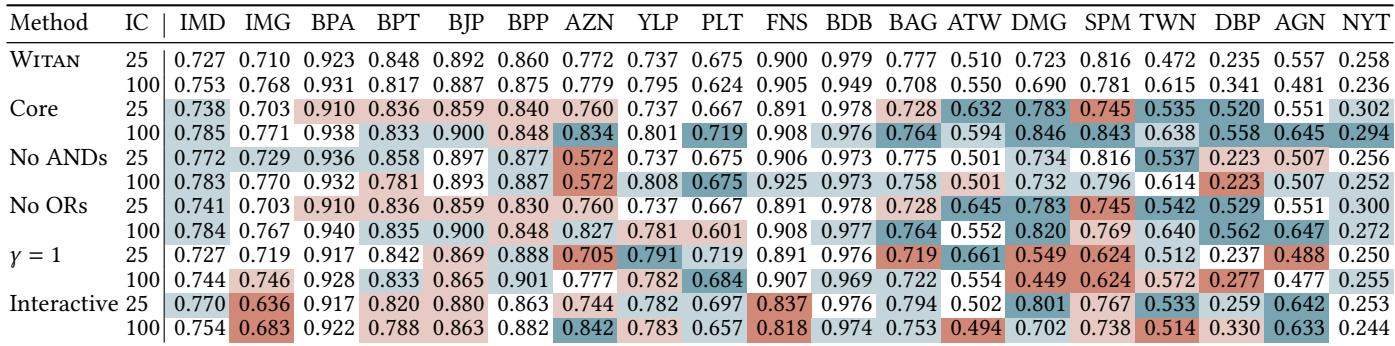 Method IC IMD IMG BPA BPT BJP BPP AZN YLP PLT FNS BDB BAG ATW DMG SPM TWN DBP AGN NYT
WITAN 25 0.727 0.710 0.923 0.848 0.892 0.860 0.772 0.737 0.675 0.900 0.979 0.777 0.510 0.723 0.816 0.472 0.235 0.557 0.258
100 0.753 0.768 0.931 0.817 0.887 0.875 0.779 0.795 0.624 0.905 0.949 0.708 0.550 0.690 0.781 0.615 0.341 0.481 0.236
Core 25 0.738 0.703 0.910 0.836 0.859 0.840 0.760 0.737 0.667 0.891 0.978 0.728 0.632 0.783 0.745 0.535 0.520 0.551 0.302
100 0.785 0.771 0.938 0.833 0.900 0.848 0.834 0.801 0.719 0.908 0.976 0.764 0.594 0.846 0.843 0.638 0.558 0.645 0.294
No ANDs 25 0.772 0.729 0.936 0.858 0.897 0.877 0.572 0.737 0.675 0.906 0.973 0.775 0.501 0.734 0.816 0.537 0.223 0.507 0.256
100 0.783 0.770 0.932 0.781 0.893 0.887 0.572 0.808 0.675 0.925 0.973 0.758 0.501 0.732 0.796 0.614 0.223 0.507 0.252
No ORs 25 0.741 0.703 0.910 0.836 0.859 0.830 0.760 0.737 0.667 0.891 0.978 0.728 0.645 0.783 0.745 0.542 0.529 0.551 0.300
100 0.784 0.767 0.940 0.835 0.900 0.848 0.827 0.781 0.601 0.908 0.977 0.764 0.552 0.820 0.769 0.640 0.562 0.647 0.272
γ = 1 25 0.727 0.719 0.917 0.842 0.869 0.888 0.705 0.791 0.719 0.891 0.976 0.719 0.661 0.549 0.624 0.512 0.237 0.488 0.250
100 0.744 0.746 0.928 0.833 0.865 0.901 0.777 0.782 0.684 0.907 0.969 0.722 0.554 0.449 0.624 0.572 0.277 0.477 0.255
Interactive 25 0.770 0.636 0.917 0.820 0.880 0.863 0.744 0.782 0.697 0.837 0.976 0.794 0.502 0.801 0.767 0.533 0.259 0.642 0.253
100 0.754 0.683 0.922 0.788 0.863 0.882 0.842 0.783 0.657 0.818 0.974 0.753 0.494 0.702 0.738 0.514 0.330 0.633 0.244